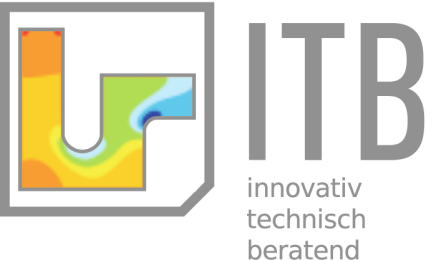 ITB
innovativ
technisch
beratend